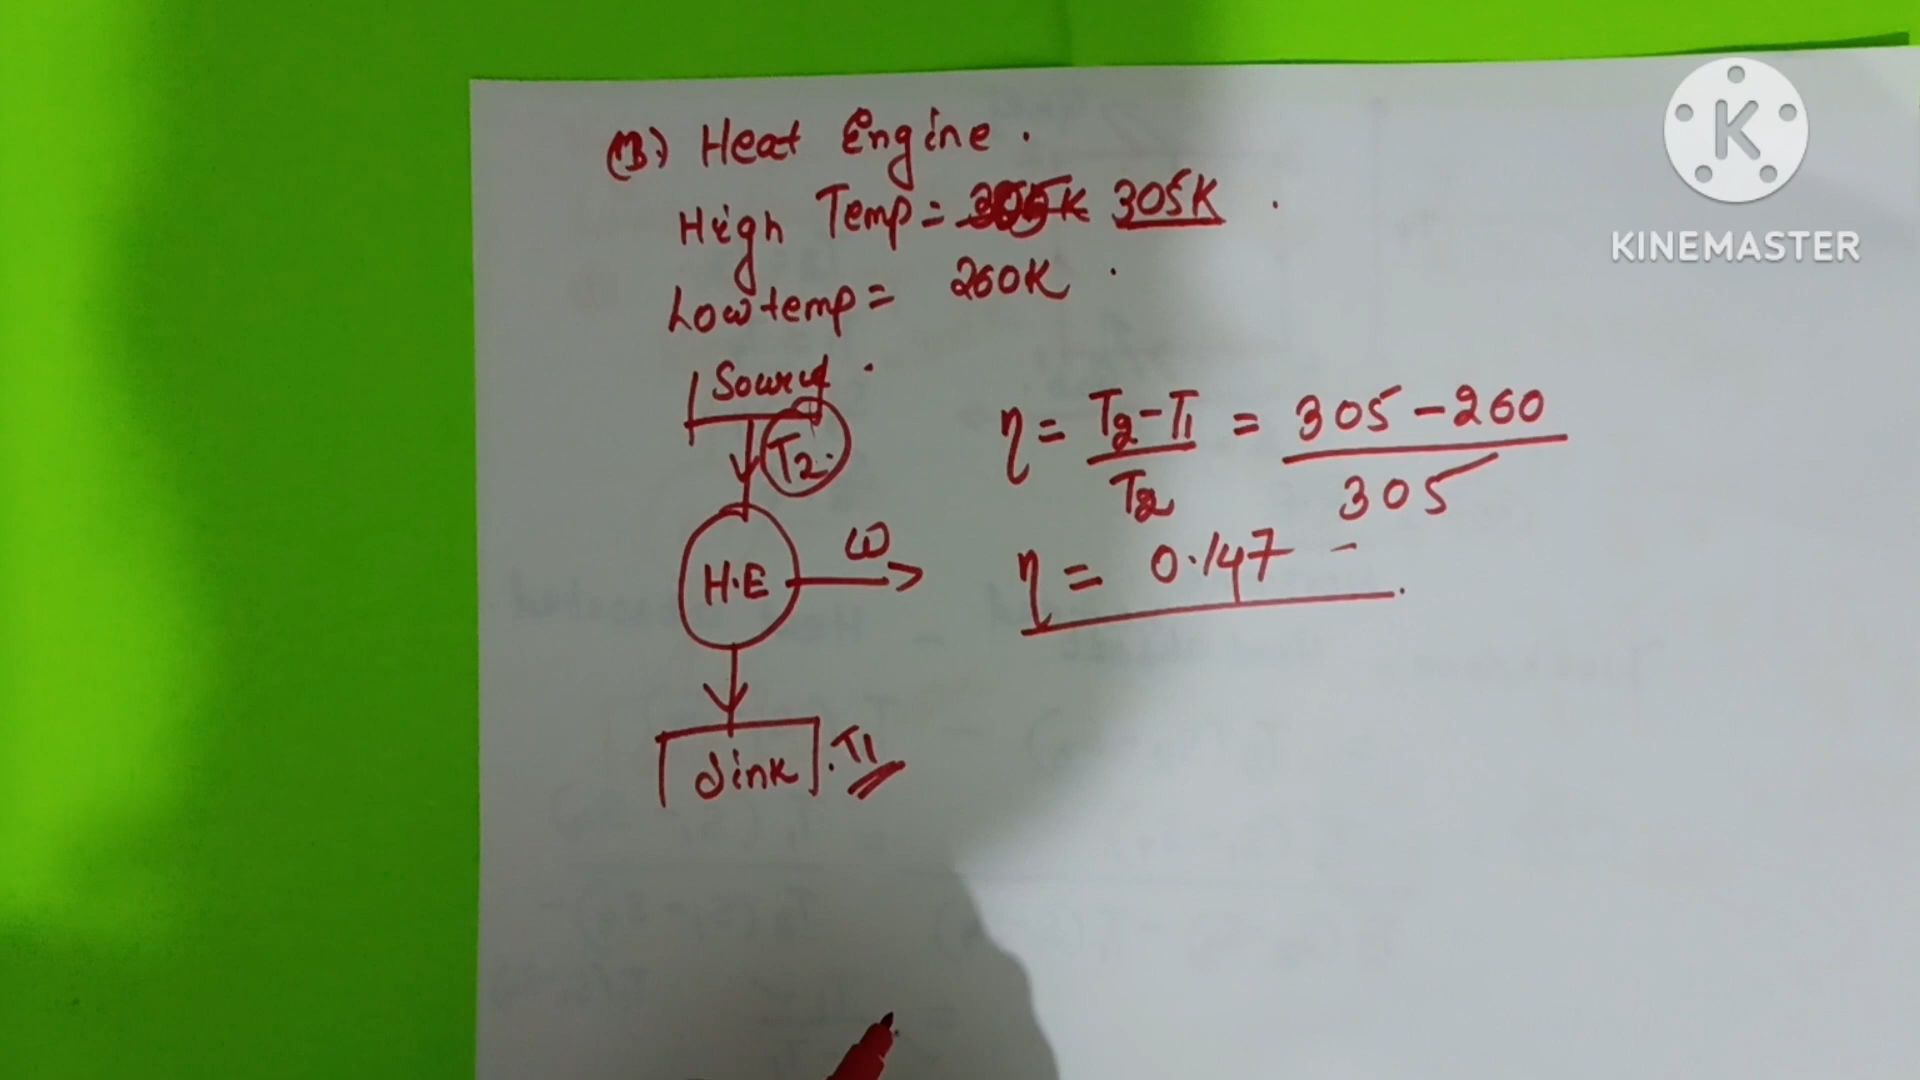 (3.) Heat Engine.
High Temp = 305K.
Low temp = 260K.
Source
T2.
H.E
W
Sink
T1
η = T2-T1 / T2 = 305-260 / 305
η = 0.147
K
KINEMASTER